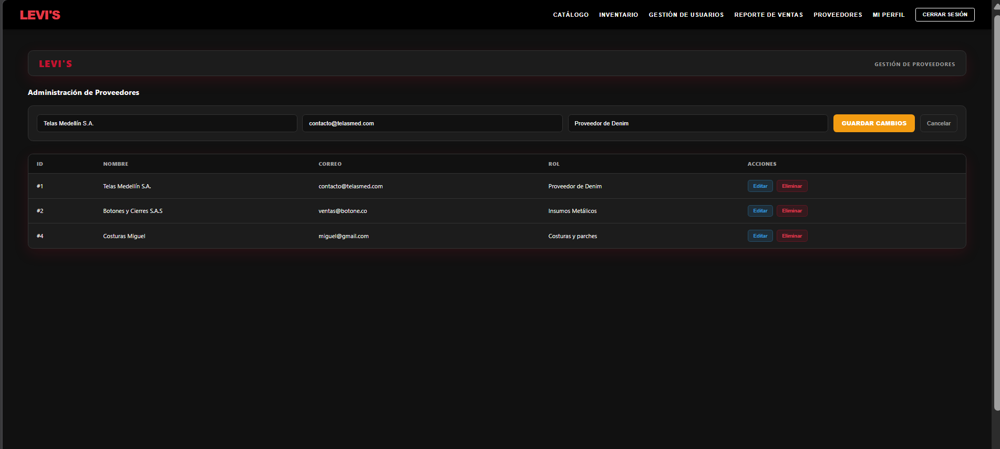 LEVI'S CATÁLOGO INVENTARIO GESTIÓN DE USUARIOS REPORTE DE VENTAS PROVEEDORES MI PERFIL CERRAR SESIÓN
LEVI'S GESTIÓN DE PROVEEDORES
Administración de Proveedores
Telas Medellín S.A. contacto@telasmed.com Proveedor de Denim GUARDAR CAMBIOS Cancelar
ID NOMBRE CORREO ROL ACCIONES
#1 Telas Medellín S.A. contacto@telasmed.com Proveedor de Denim Editar Eliminar
#2 Botones y Cierres S.A.S ventas@botone.co Insumos Metálicos Editar Eliminar
#4 Costuras Miguel miguel@gmail.com Costuras y parches Editar Eliminar